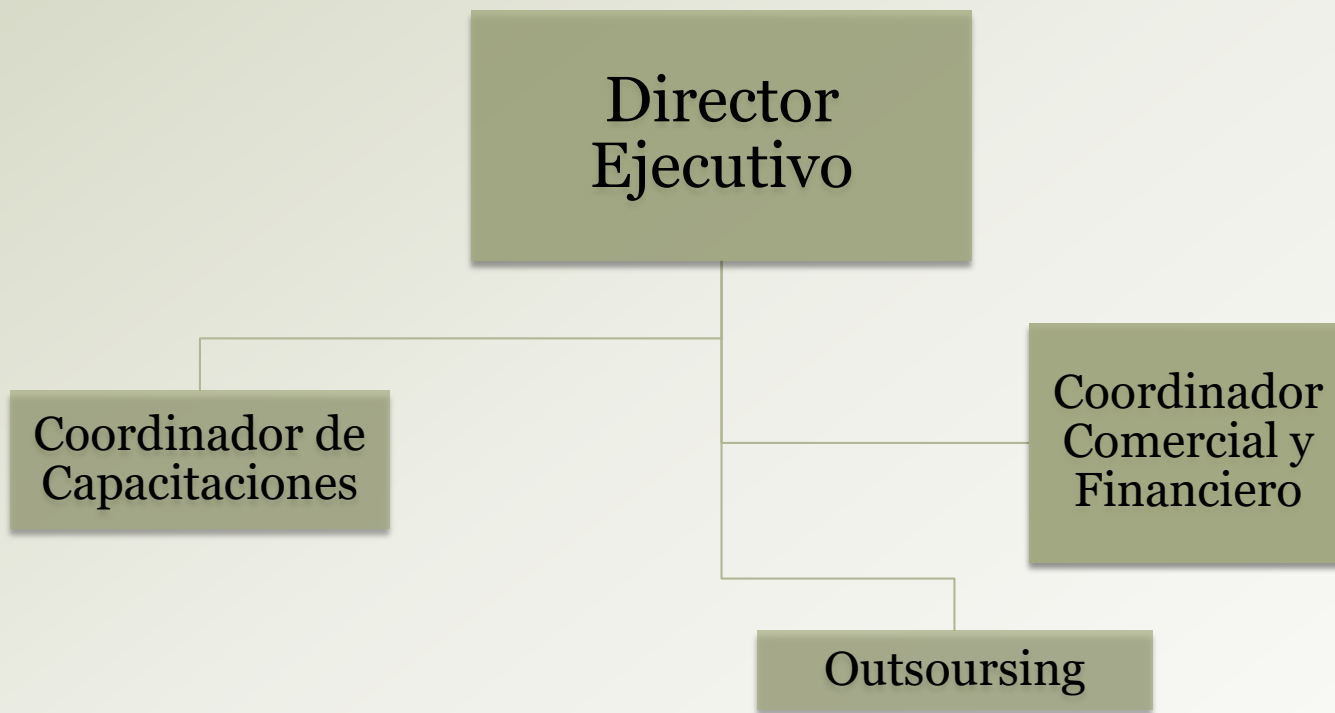 Director
Ejecutivo
Coordinador de
Capacitaciones
Coordinador
Comercial y
Financiero
Outsoursing